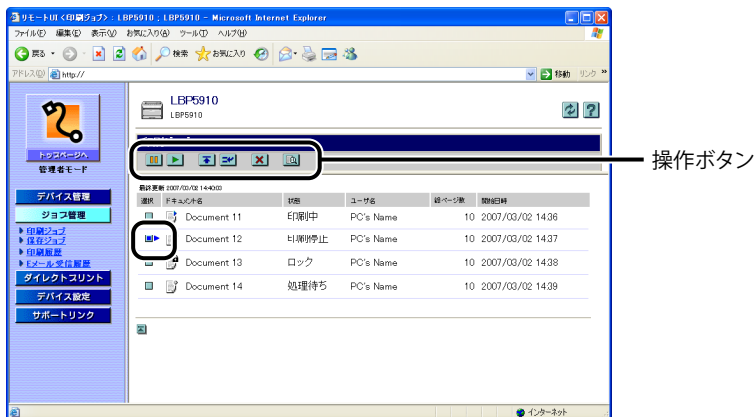 リモートUI <印刷ジョブ> : LBP5910 ; LBP5910 - Microsoft Internet Explorer
ファイル(F) 編集(E) 表示(V) お気に入り(A) ツール(T) ヘルプ(H)
戻る 検索 お気に入り
アドレス(D) http:// 移動 リンク »
LBP5910
LBP5910
トップページへ
管理者モード
操作ボタン
最終更新 2007/03/02 14:40:03
選択 ドキュメント名 状態 ユーザ名 総ページ数 開始日時
Document 11 印刷中 PC's Name 10 2007/03/02 14:36
Document 12 印刷停止 PC's Name 10 2007/03/02 14:37
Document 13 ロック PC's Name 10 2007/03/02 14:38
Document 14 処理待ち PC's Name 10 2007/03/02 14:39
デバイス管理
ジョブ管理
印刷ジョブ
保存ジョブ
印刷履歴
Eメール受信履歴
ダイレクトプリント
デバイス設定
サポートリンク
インターネット